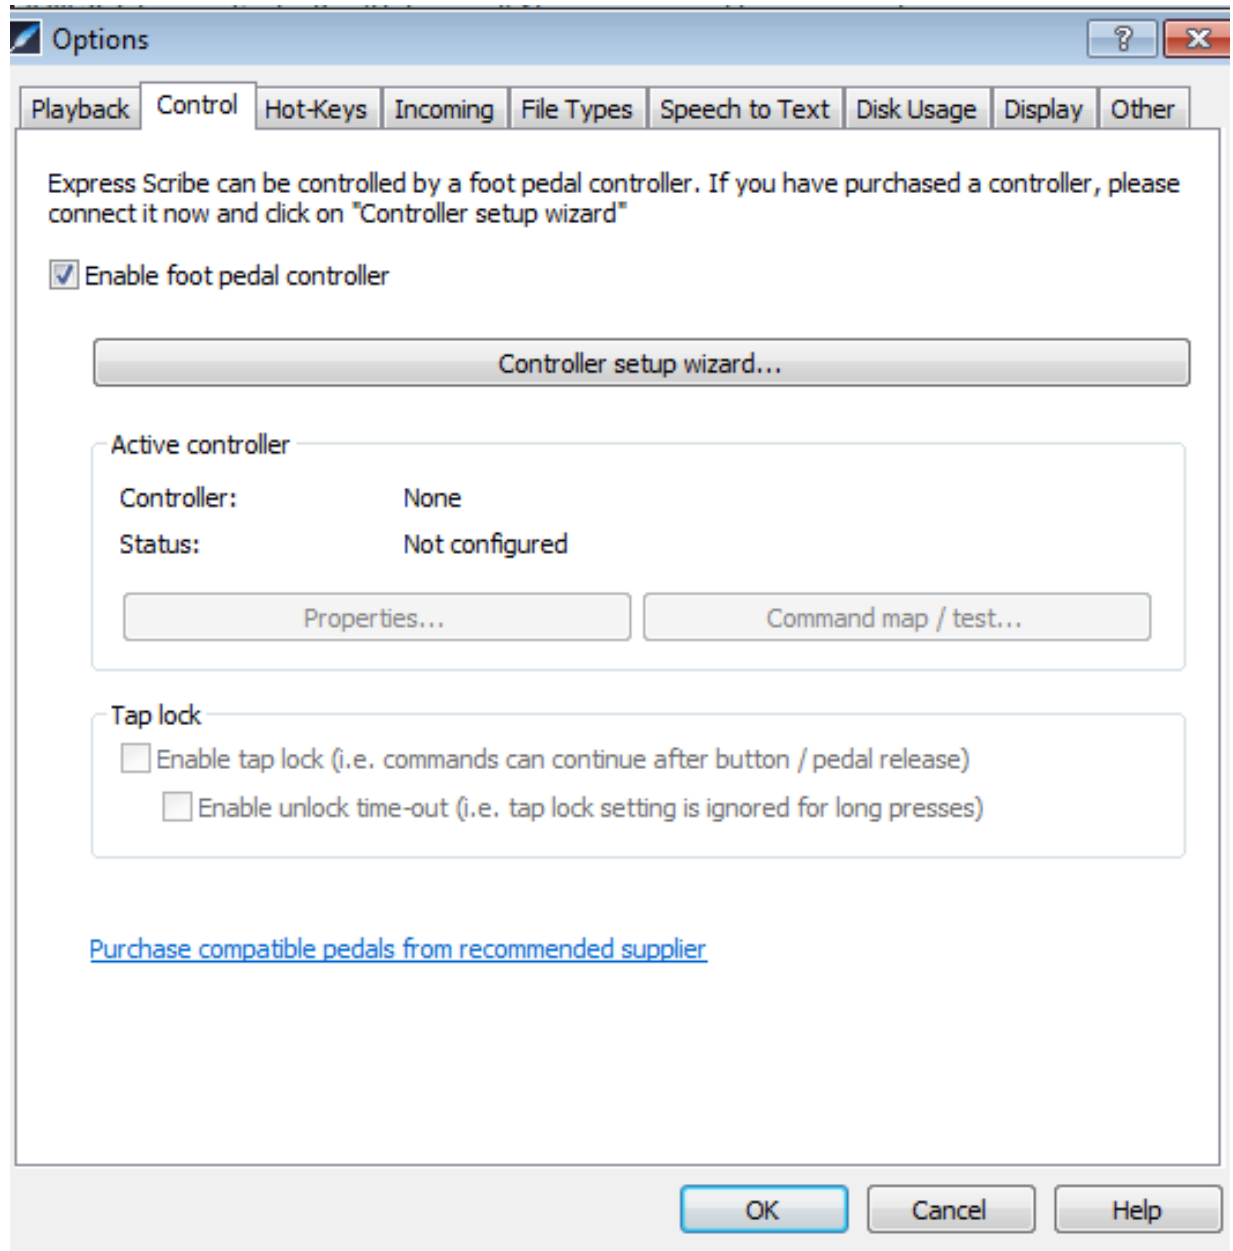 Options
Playback Control Hot-Keys Incoming File Types Speech to Text Disk Usage Display Other
Express Scribe can be controlled by a foot pedal controller. If you have purchased a controller, please
connect it now and click on "Controller setup wizard"
Enable foot pedal controller
Controller setup wizard...
Active controller
Controller: None
Status: Not configured
Properties... Command map / test...
Tap lock
Enable tap lock (i.e. commands can continue after button / pedal release)
Enable unlock time-out (i.e. tap lock setting is ignored for long presses)
Purchase compatible pedals from recommended supplier
OK Cancel Help